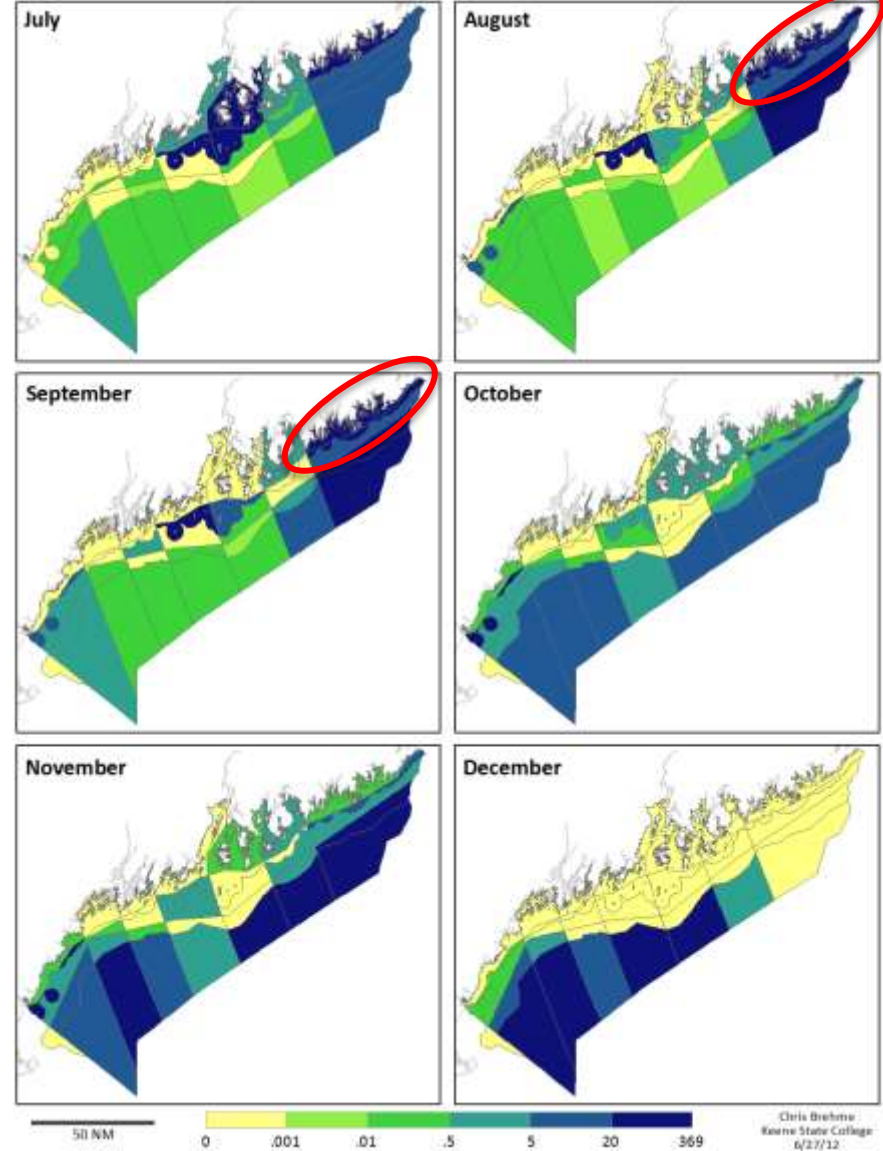 July
August
September
October
November
December
50 NM
0 .001 .01 .5 5 20 369
Chris Brehme
Keene State College
6/27/12